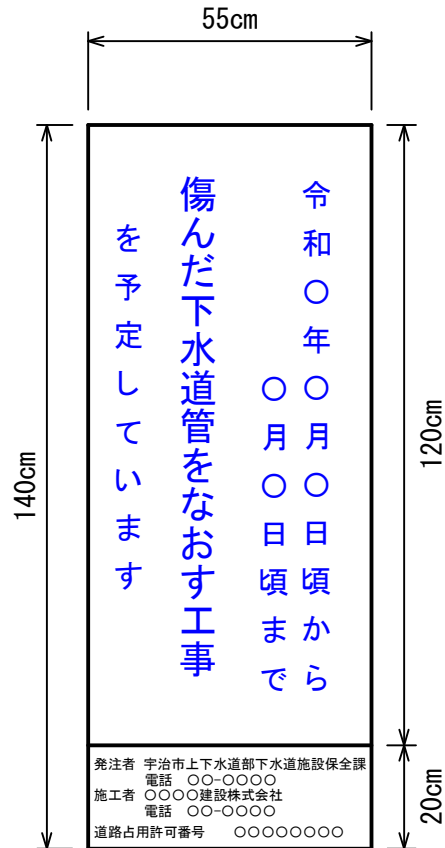 55cm
140cm
120cm
20cm
令和〇年〇月〇日頃から
〇月〇日頃まで
傷んだ下水道管をなおす工事
を予定しています
発注者 宇治市上下水道部下水道施設保全課
電話 〇〇-〇〇〇〇
施工者 〇〇〇〇建設株式会社
電話 〇〇-〇〇〇〇
道路占用許可番号 〇〇〇〇〇〇〇〇